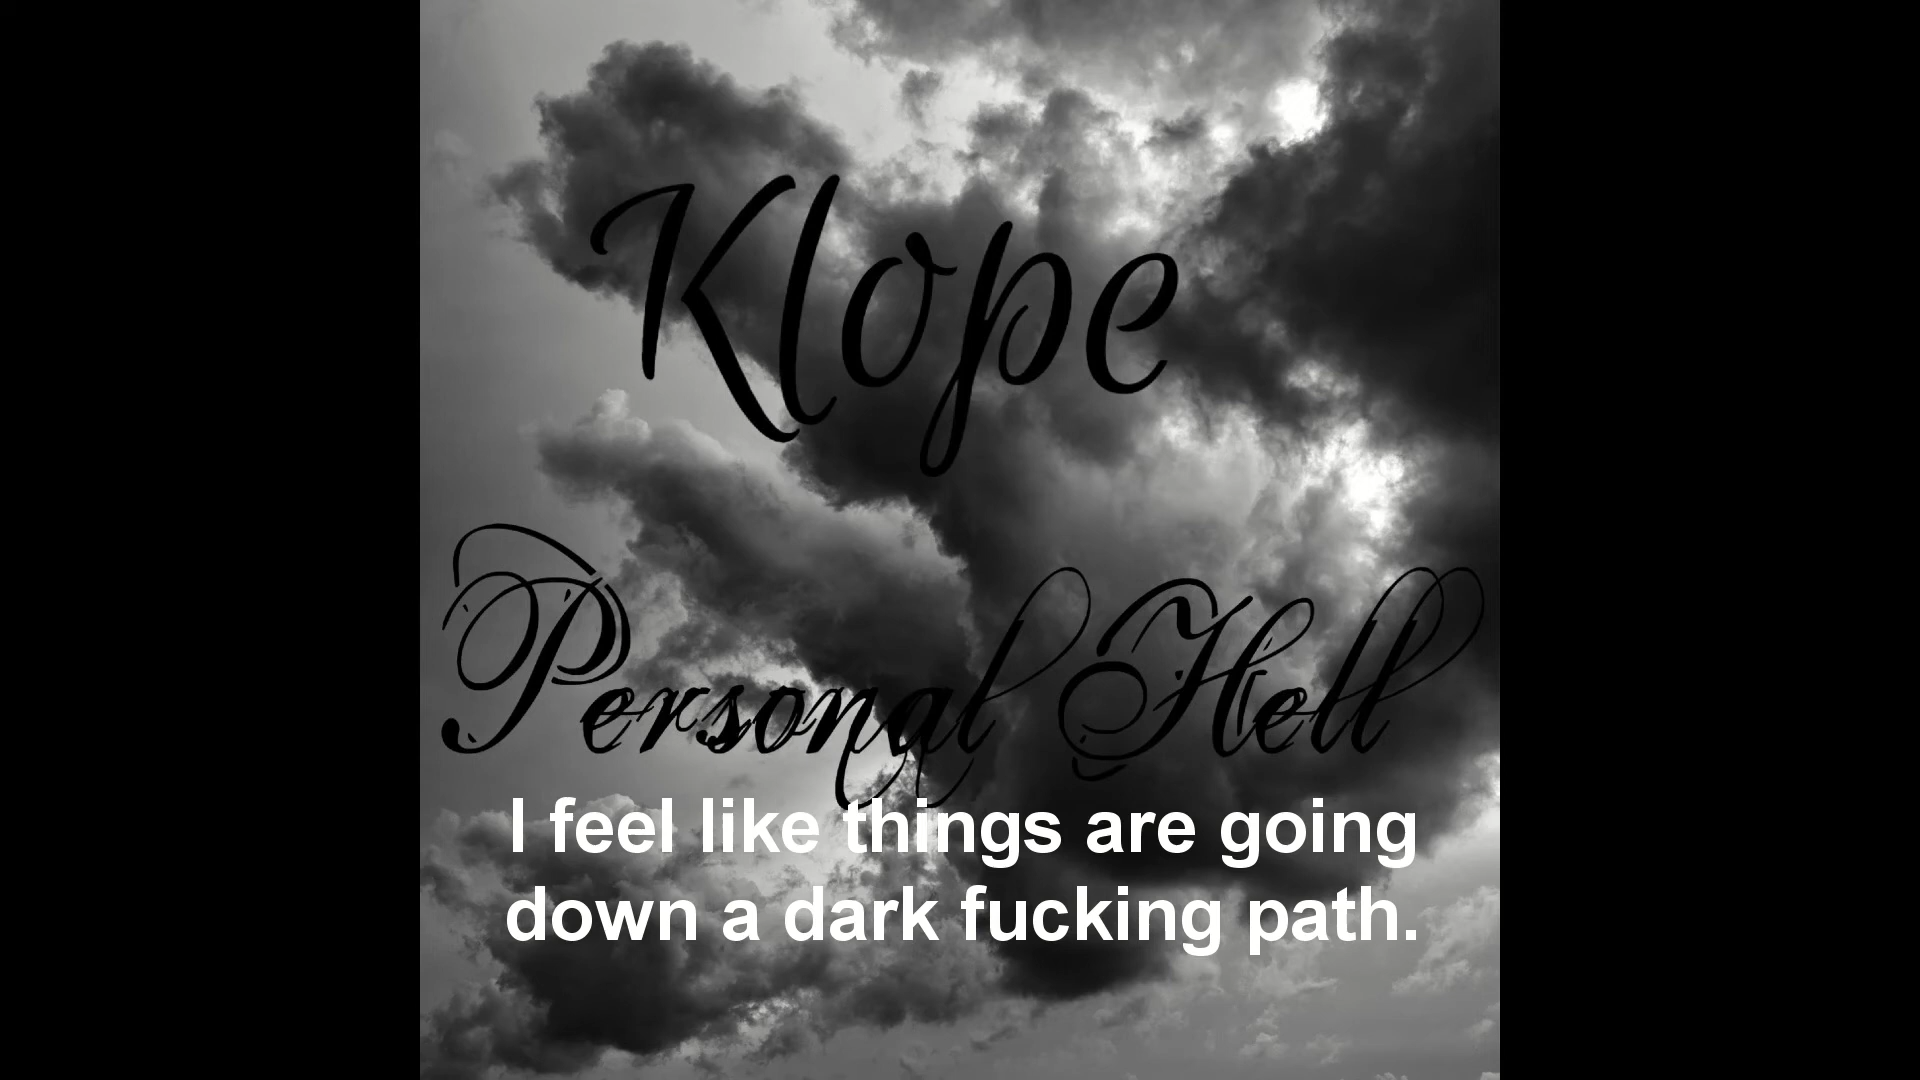 Klope
Personal Hell
I feel like things are going
down a dark fucking path.